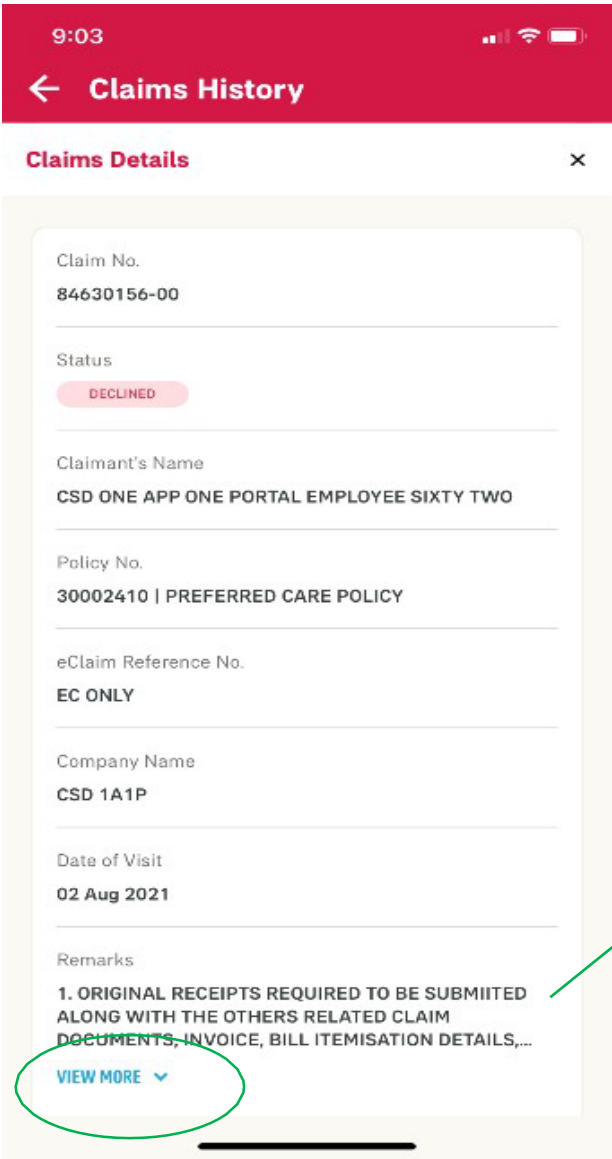 9:03
Claims History
Claims Details
Claim No.
84630156-00
Status
DECLINED
Claimant's Name
CSD ONE APP ONE PORTAL EMPLOYEE SIXTY TWO
Policy No.
30002410 | PREFERRED CARE POLICY
eClaim Reference No.
EC ONLY
Company Name
CSD 1A1P
Date of Visit
02 Aug 2021
Remarks
1. ORIGINAL RECEIPTS REQUIRED TO BE SUBMIITED
ALONG WITH THE OTHERS RELATED CLAIM
DOCUMENTS, INVOICE, BILL ITEMISATION DETAILS,...
VIEW MORE